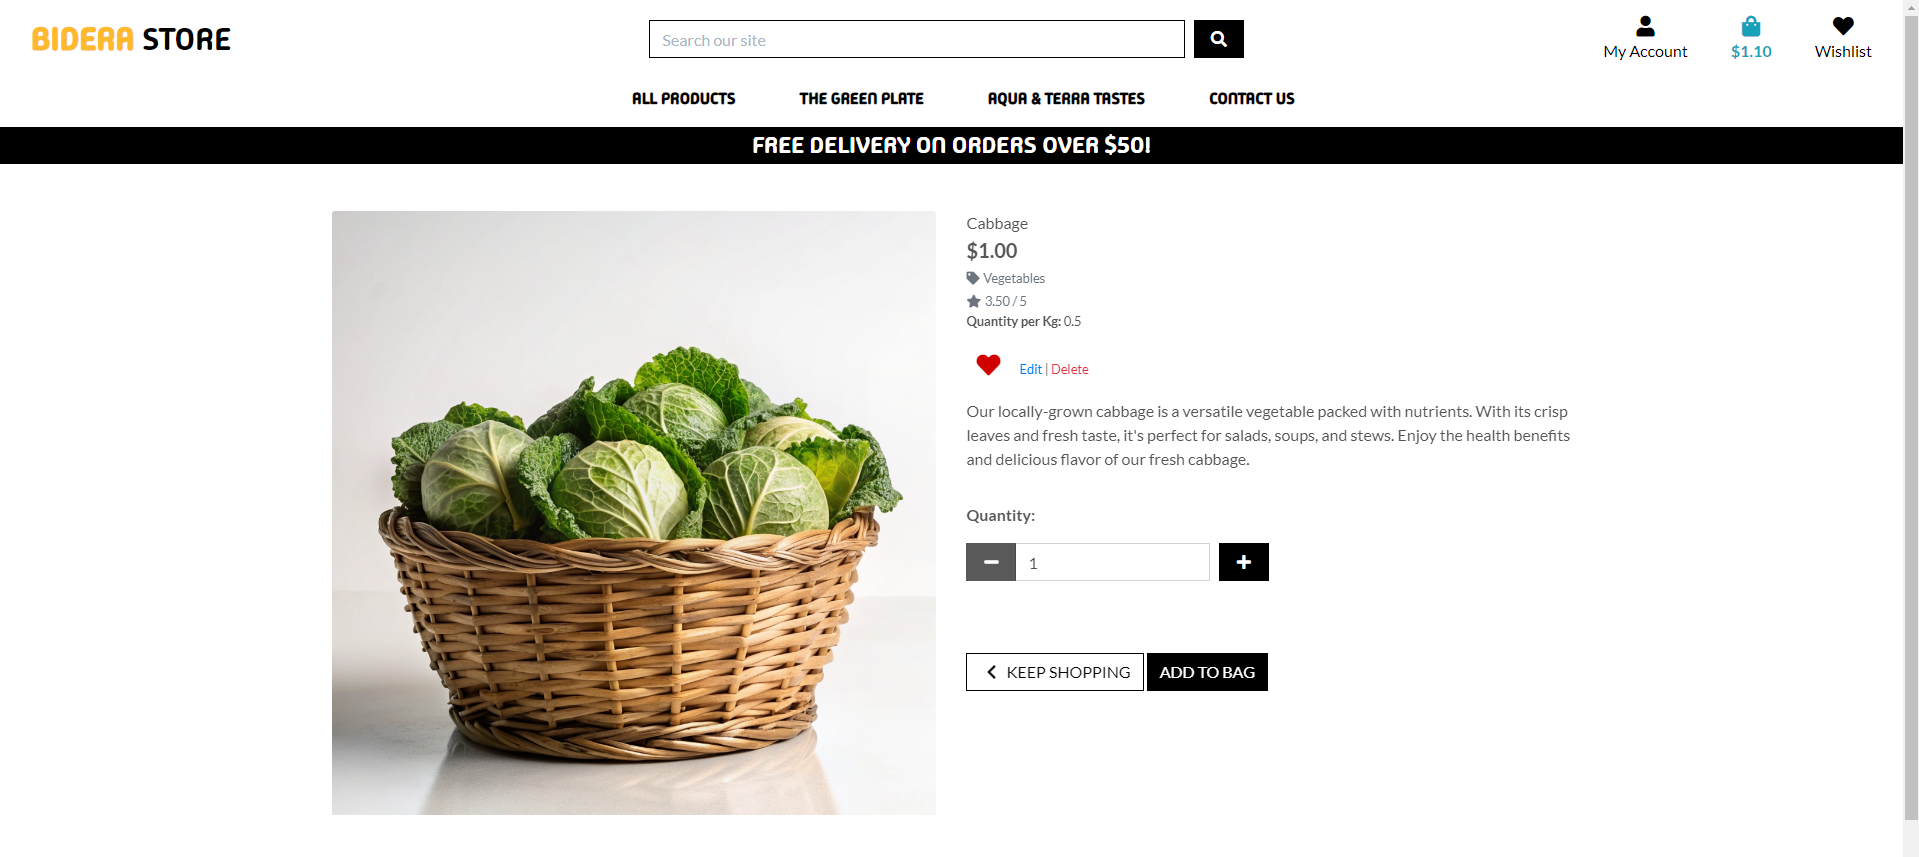 BIDERA STORE
Search our site
My Account
$1.10
Wishlist
ALL PRODUCTS
THE GREEN PLATE
AQUA & TERRA TASTES
CONTACT US
FREE DELIVERY ON ORDERS OVER $50!
Cabbage
$1.00
Vegetables
3.50 / 5
Quantity per Kg: 0.5
Edit | Delete
Our locally-grown cabbage is a versatile vegetable packed with nutrients. With its crisp
leaves and fresh taste, it's perfect for salads, soups, and stews. Enjoy the health benefits
and delicious flavor of our fresh cabbage.
Quantity:
1
KEEP SHOPPING
ADD TO BAG